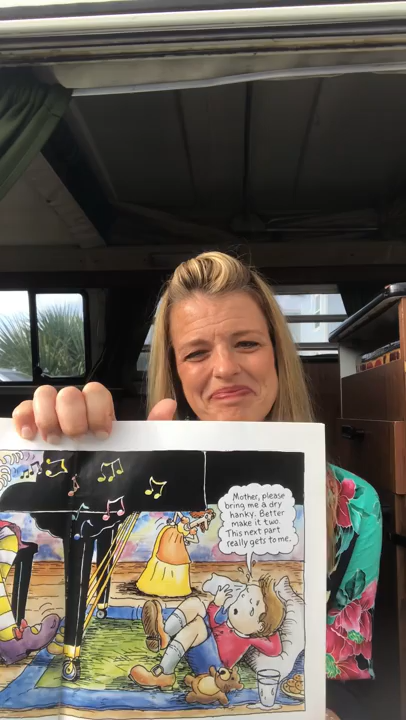 Mother, please
bring me a dry
hanky. Better
make it two.
This next part
really gets to me.